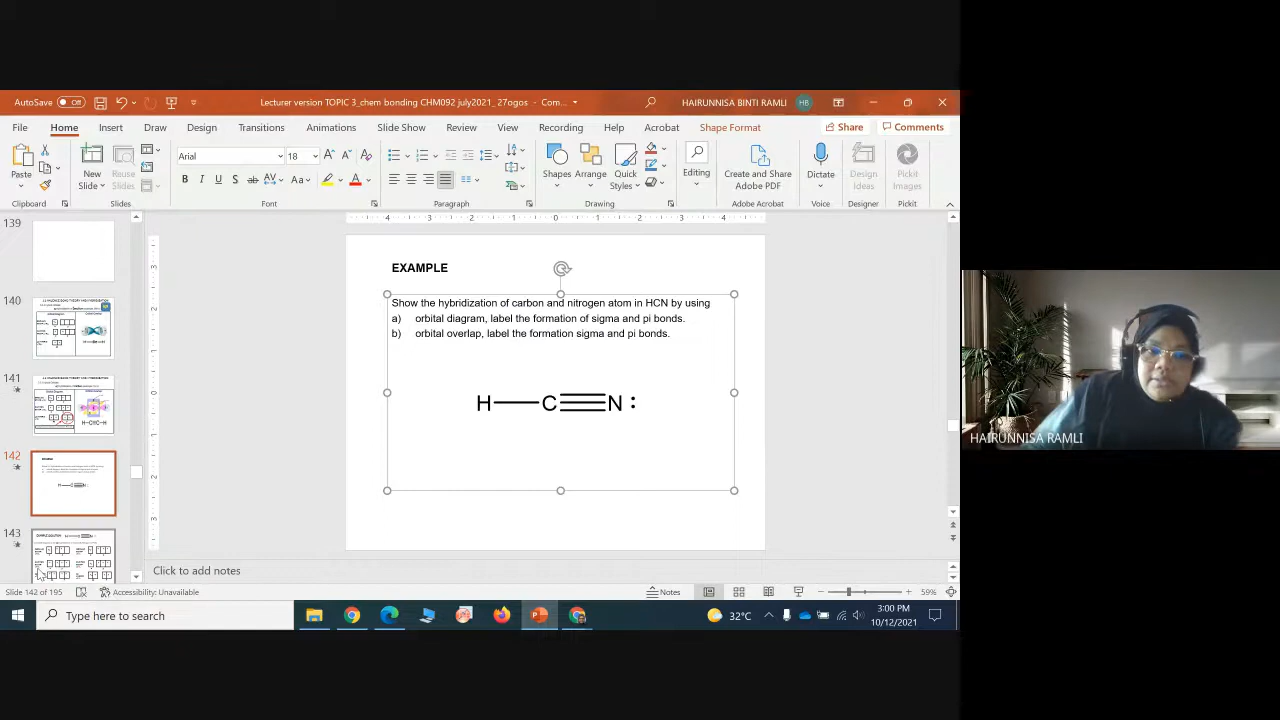 AutoSave Off
Lecturer version TOPIC 3_chem bonding CHM092 july2021_ 27ogos - Com...
HAIRUNNISA BINTI RAMLI HB
File Home Insert Draw Design Transitions Animations Slide Show Review View Recording Help Acrobat Shape Format Share Comments
Arial 18
Paste New Slide Reuse Slides
Shapes Arrange Quick Styles Editing Create and Share Adobe PDF Dictate Design Ideas Pickit Images
Clipboard Slides Font Paragraph Drawing Adobe Acrobat Voice Designer Pickit
139
140
141
142
143
EXAMPLE
Show the hybridization of carbon and nitrogen atom in HCN by using
a) orbital diagram, label the formation of sigma and pi bonds.
b) orbital overlap, label the formation sigma and pi bonds.
H C N :
HAIRUNNISA RAMLI
Click to add notes
Slide 142 of 195 Accessibility: Unavailable Notes 59%
Type here to search 32°C 3:00 PM
10/12/2021